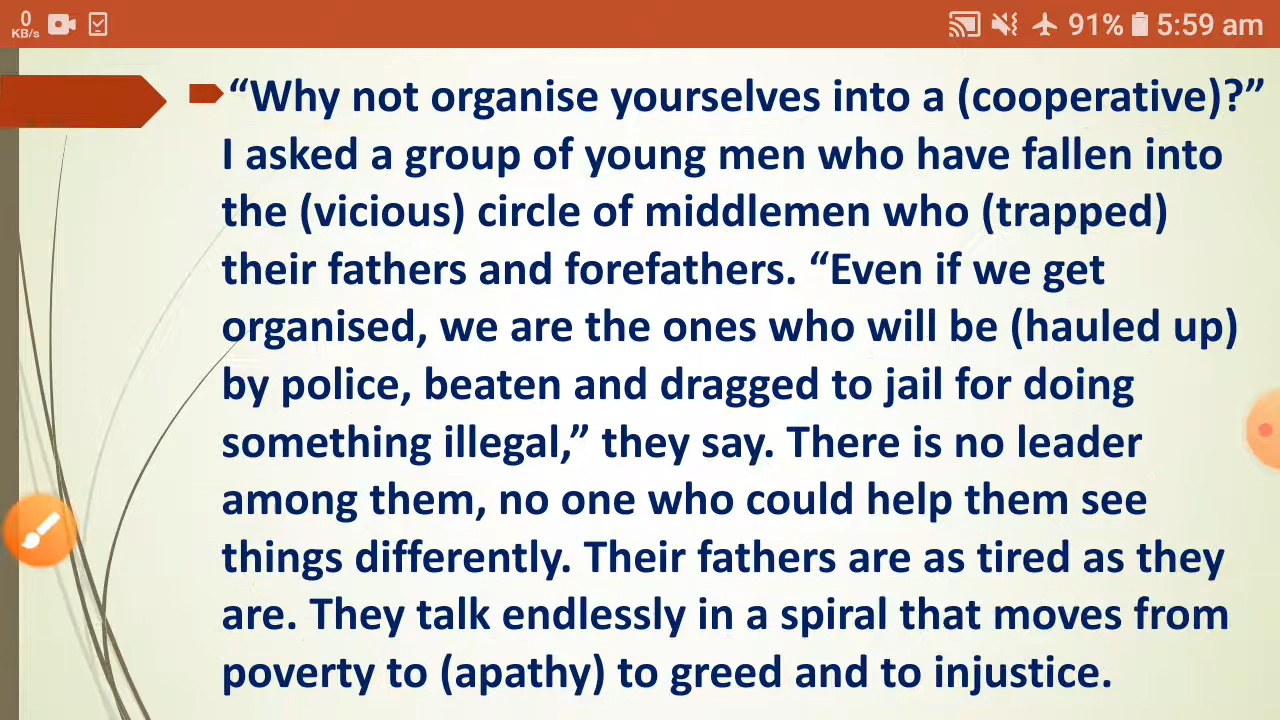 0
KB/s
91% 5:59 am
“Why not organise yourselves into a (cooperative)?”
I asked a group of young men who have fallen into
the (vicious) circle of middlemen who (trapped)
their fathers and forefathers. “Even if we get
organised, we are the ones who will be (hauled up)
by police, beaten and dragged to jail for doing
something illegal,” they say. There is no leader
among them, no one who could help them see
things differently. Their fathers are as tired as they
are. They talk endlessly in a spiral that moves from
poverty to (apathy) to greed and to injustice.